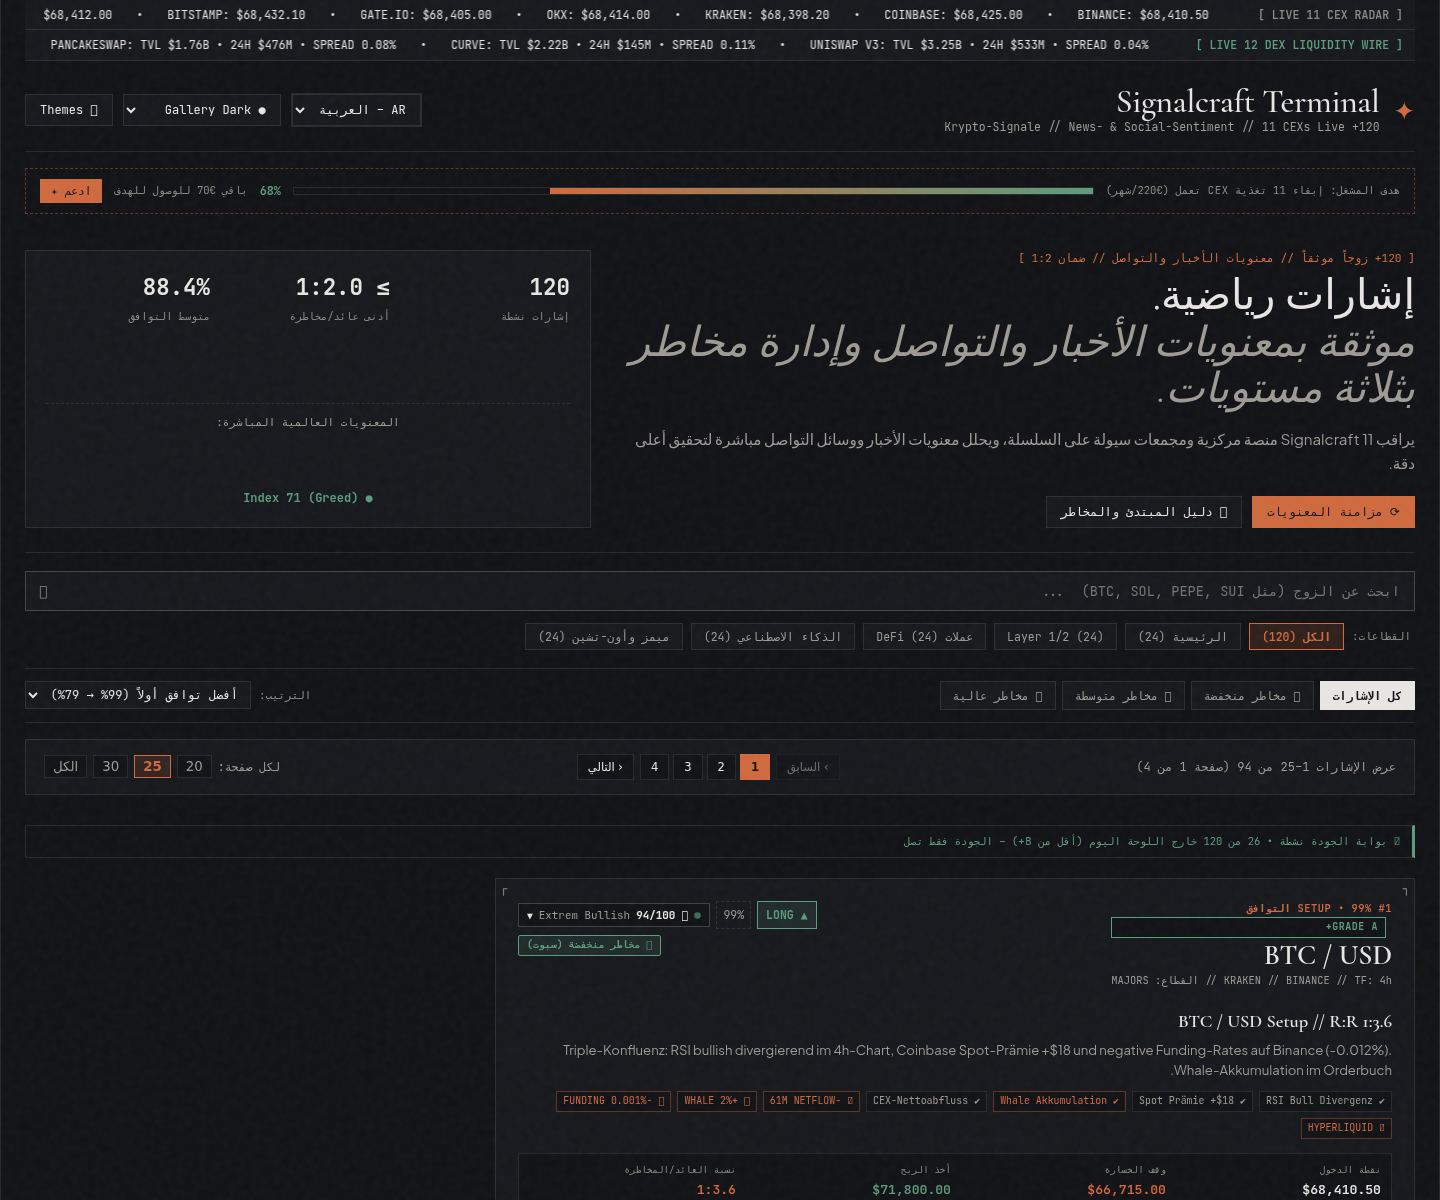 [ LIVE 11 CEX RADAR ] BINANCE: $68,410.50 • COINBASE: $68,425.00 • KRAKEN: $68,398.20 • OKX: $68,414.00 • GATE.IO: $68,405.00 • BITSTAMP: $68,432.10 • $68,412.00
[ LIVE 12 DEX LIQUIDITY WIRE ] UNISWAP V3: TVL $3.25B • 24H $533M • SPREAD 0.04% • CURVE: TVL $2.22B • 24H $145M • SPREAD 0.11% • PANCAKESWAP: TVL $1.76B • 24H $476M • SPREAD 0.08%
✦ Signalcraft Terminal
Krypto-Signale // News- & Social-Sentiment // 11 CEXs Live +120
العربية – AR
Gallery Dark ●
Themes
هدف المشغل: إبقاء 11 تغذية CEX تعمل (220€/شهر)
68%
باقي 70€ للوصول للهدف
ادعم ✦
[ 120+ زوجاً موثقاً // معنويات الأخبار والتواصل // ضمان 1:2 ]
إشارات رياضية.
موثقة بمعنويات الأخبار والتواصل وإدارة مخاطر
بثلاثة مستويات.
يراقب Signalcraft 11 منصة مركزية ومجمعات سيولة على السلسلة، ويحلل معنويات الأخبار ووسائل التواصل مباشرة لتحقيق أعلى
دقة.
⟳ مزامنة المعنويات
دليل المبتدئ والمخاطر
120
إشارات نشطة
1:2.0 ≤
أدنى عائد/مخاطرة
88.4%
متوسط التوافق
المعنويات العالمية المباشرة:
Index 71 (Greed) ●
ابحث عن الزوج (مثل BTC, SOL, PEPE, SUI) ...
القطاعات:
الكل (120)
الرئيسية (24)
Layer 1/2 (24)
عملات DeFi (24)
الذكاء الاصطناعي (24)
ميمز وأون-تشين (24)
كل الإشارات
مخاطر منخفضة
مخاطر متوسطة
مخاطر عالية
الترتيب:
أفضل توافق أولاً (99% → 79%)
عرض الإشارات 1–25 من 94 (صفحة 1 من 4)
‹ السابق
1
2
3
4
التالي ›
لكل صفحة:
20
25
30
الكل
بوابة الجودة نشطة • 26 من 120 خارج اللوحة اليوم (أقل من B+) – الجودة فقط تصل
#1 SETUP • 99% التوافق
+GRADE A
BTC / USD
القطاع: MAJORS // KRAKEN // BINANCE // TF: 4h
LONG ▲
99%
▼ Extrem Bullish 94/100 ●
مخاطر منخفضة (سبوت)
BTC / USD Setup // R:R 1:3.6
Triple-Konfluenz: RSI bullish divergierend im 4h-Chart, Coinbase Spot-Prämie +$18 und negative Funding-Rates auf Binance (-0.012%).
.Whale-Akkumulation im Orderbuch
RSI Bull Divergenz ✔
Spot Prämie +$18 ✔
Whale Akkumulation ✔
CEX-Nettoabfluss ✔
61M NETFLOW-
WHALE 2%+
FUNDING 0.001%-
HYPERLIQUID
نقطة الدخول
وقف الخسارة
أخذ الربح
نسبة العائد/المخاطرة
$68,410.50
$66,715.00
$71,800.00
1:3.6